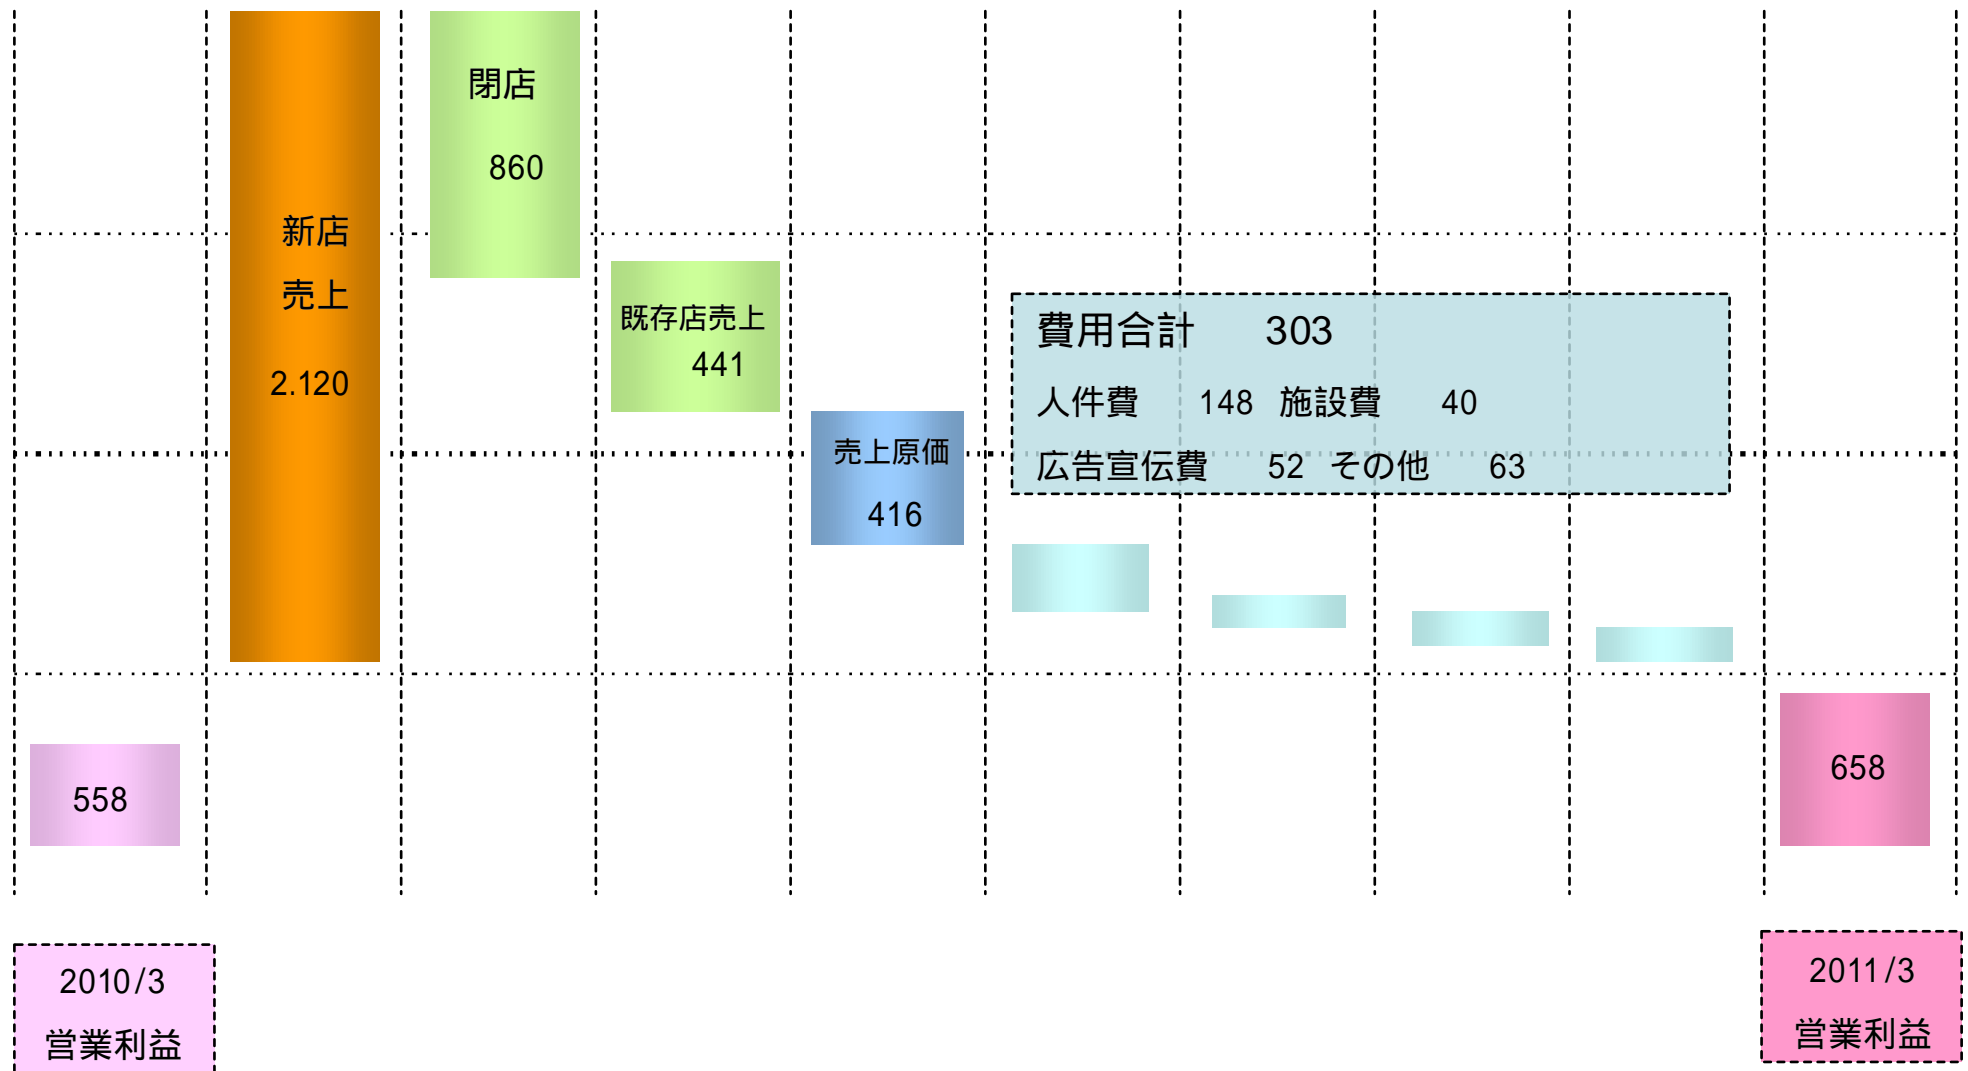 閉店
860
新店
売上
2.120
既存店売上
441
売上原価
416
費用合計 303
人件費 148 施設費 40
広告宣伝費 52 その他 63
558
658
2010/3
営業利益
2011/3
営業利益